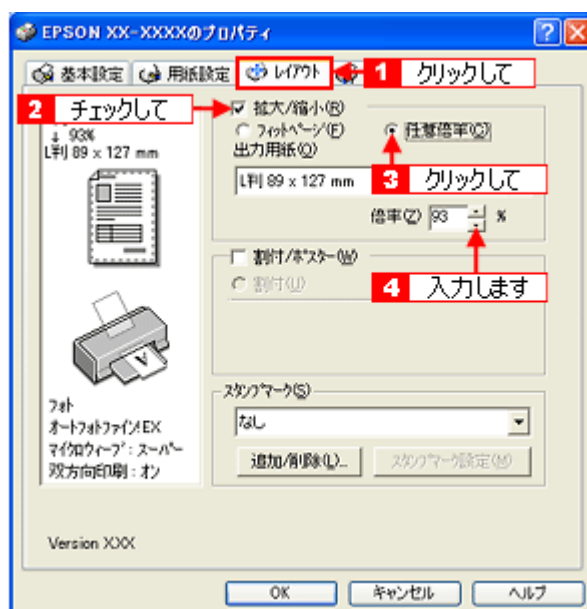 EPSON XX-XXXXのプロパティ
基本設定 用紙設定 レイアウト
1 クリックして
2 チェックして
↓ 93%
L判 89 x 127 mm
拡大/縮小(R)
フィットページ(F) 任意倍率(C)
出力用紙(O)
L判 89 x 127 mm
3 クリックして
倍率(Z) 93 %
割付/ポスター(W)
割付(U)
4 入力します
フォト
オートフォトファイン!EX
マイクロウィーブ:スーパー
双方向印刷:オン
スタンプマーク(S)
なし
追加/削除(L)... スタンプマーク設定(M)
Version XXX
OK キャンセル ヘルプ